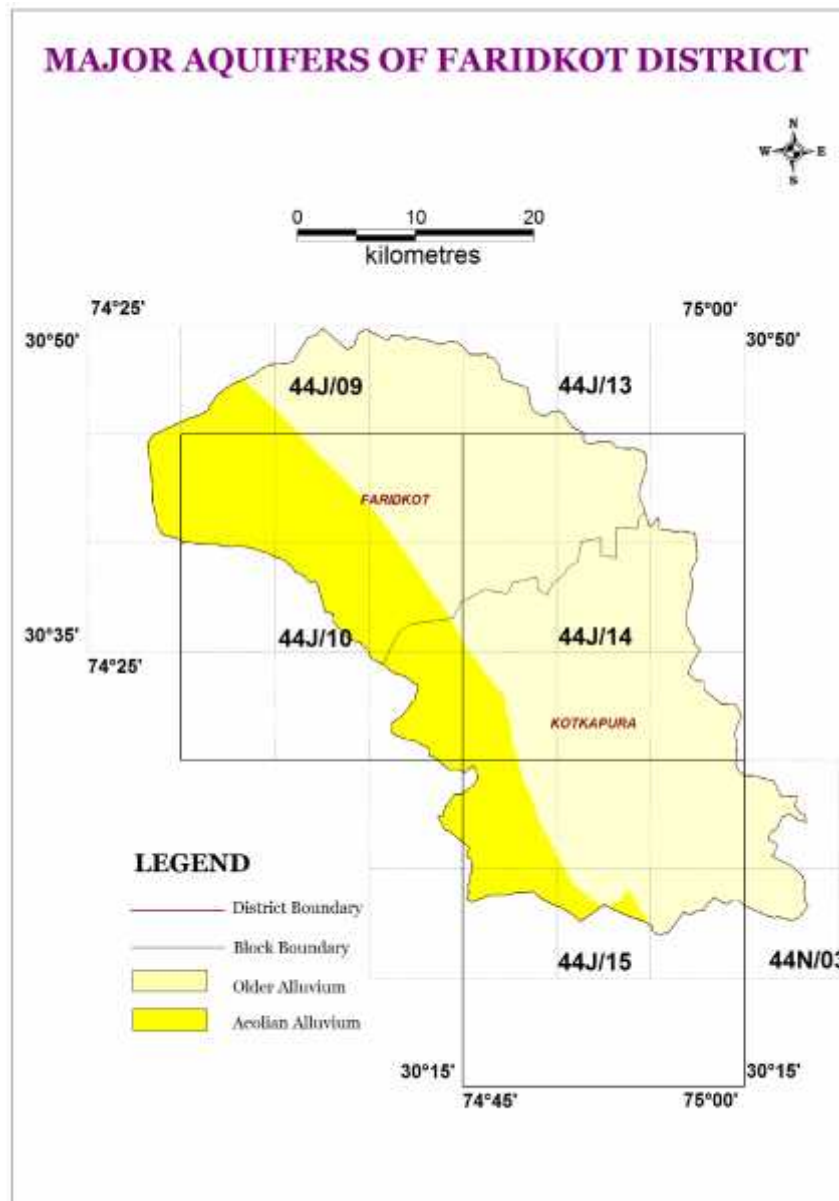 MAJOR AQUIFERS OF FARIDKOT DISTRICT
N
W E
S
0 10 20
kilometres
74°25' 75°00'
30°50' 30°50'
44J/09 44J/13
FARIDKOT
30°35' 44J/10 44J/14
74°25'
KOTKAPURA
LEGEND
District Boundary
Block Boundary
44J/15 44N/03
Older Alluvium
Aeolian Alluvium
30°15' 30°15'
74°45' 75°00'